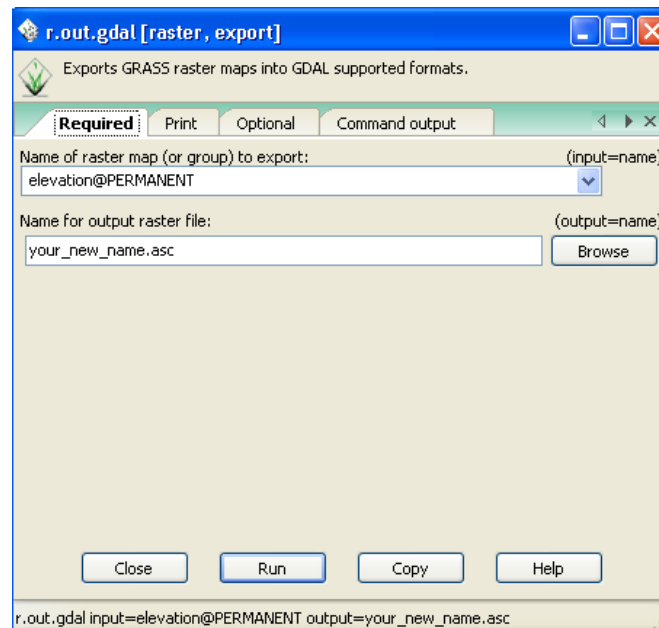 r.out.gdal [raster, export]
Exports GRASS raster maps into GDAL supported formats.
Required Print Optional Command output
Name of raster map (or group) to export: (input=name)
elevation@PERMANENT
Name for output raster file: (output=name)
your_new_name.asc Browse
Close Run Copy Help
r.out.gdal input=elevation@PERMANENT output=your_new_name.asc